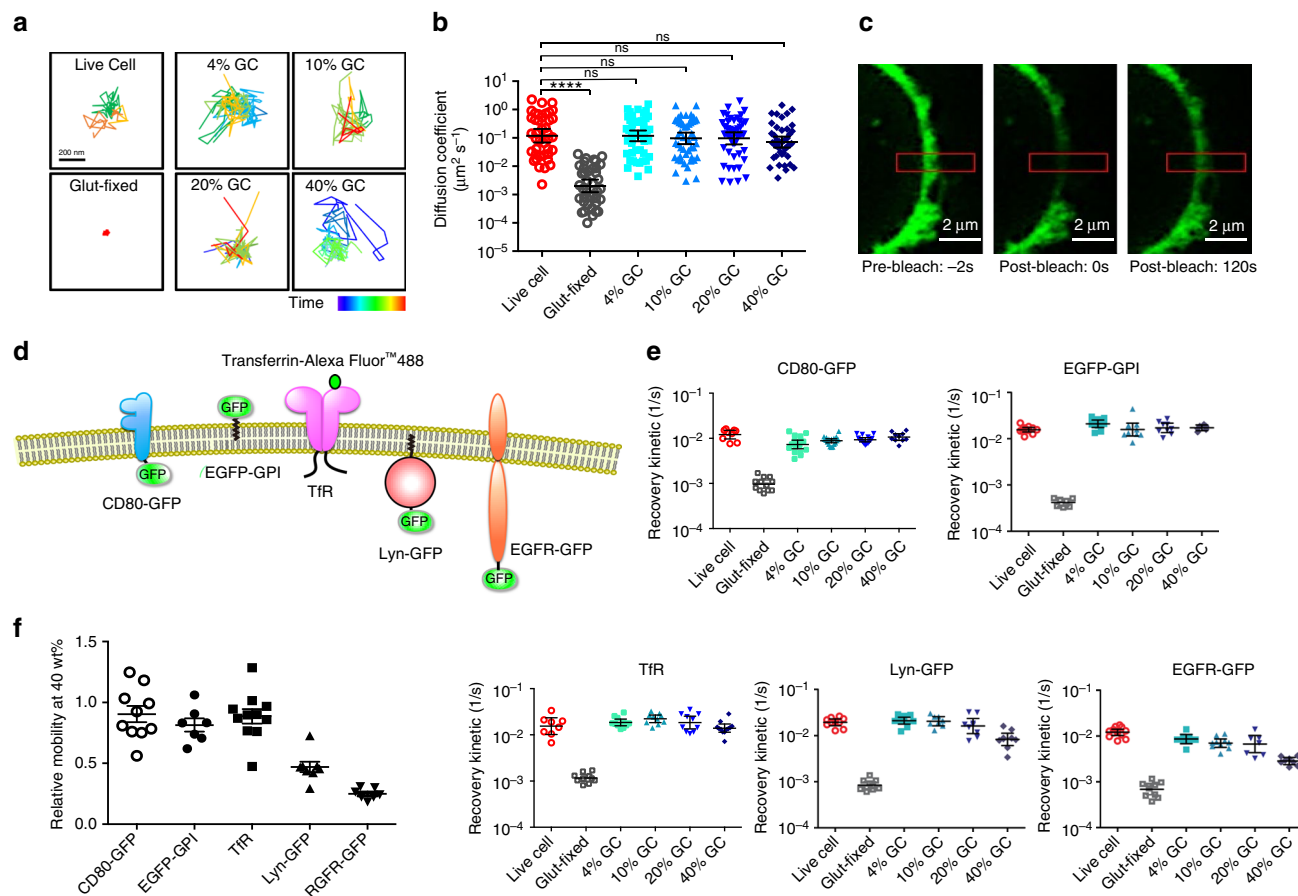 a
Live Cell
4% GC
10% GC
200 nm
Glut-fixed
20% GC
40% GC
Time
b
ns
ns
ns
ns
****
Diffusion coefficient
(μm² s⁻¹)
10¹
10⁰
10⁻¹
10⁻²
10⁻³
10⁻⁴
10⁻⁵
Live cell
Glut-fixed
4% GC
10% GC
20% GC
40% GC
c
2 μm
2 μm
2 μm
Pre-bleach: –2s
Post-bleach: 0s
Post-bleach: 120s
d
Transferrin-Alexa Fluor™488
GFP
GFP
EGFP-GPI
CD80-GFP
TfR
GFP
Lyn-GFP
EGFR-GFP
GFP
e
CD80-GFP
Recovery kinetic (1/s)
10⁻¹
10⁻²
10⁻³
10⁻⁴
Live cell
Glut-fixed
4% GC
10% GC
20% GC
40% GC
EGFP-GPI
Recovery kinetic (1/s)
10⁻¹
10⁻²
10⁻³
10⁻⁴
Live cell
Glut-fixed
4% GC
10% GC
20% GC
40% GC
f
Relative mobility at 40 wt%
1.5
1.0
0.5
0.0
CD80-GFP
EGFP-GPI
TfR
Lyn-GFP
RGFR-GFP
TfR
Recovery kinetic (1/s)
10⁻¹
10⁻²
10⁻³
10⁻⁴
Live cell
Glut-fixed
4% GC
10% GC
20% GC
40% GC
Lyn-GFP
Recovery kinetic (1/s)
10⁻¹
10⁻²
10⁻³
10⁻⁴
Live cell
Glut-fixed
4% GC
10% GC
20% GC
40% GC
EGFR-GFP
Recovery kinetic (1/s)
10⁻¹
10⁻²
10⁻³
10⁻⁴
Live cell
Glut-fixed
4% GC
10% GC
20% GC
40% GC